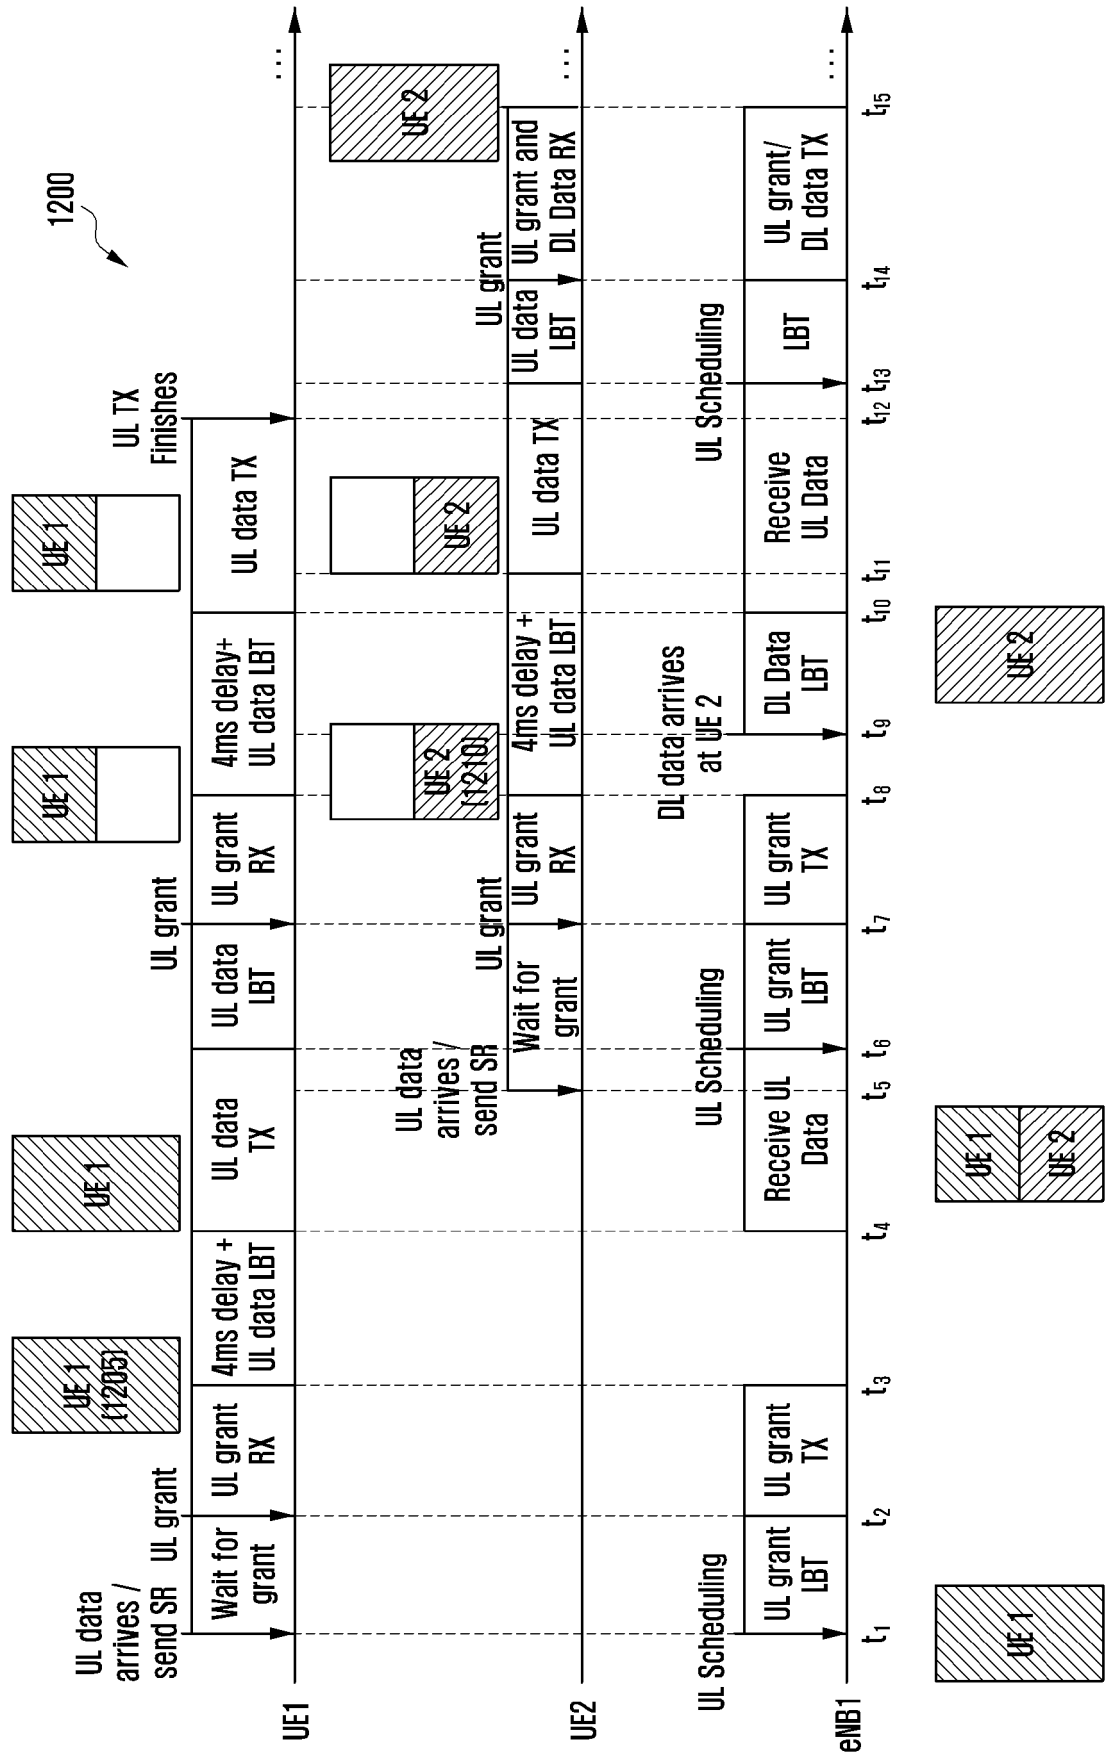 1200
UL data
arrives /
send SR
UL grant
UE 1
(1205)
UE 1
UL grant
UE 1
UE 1
UL TX
Finishes
Wait for
grant
UL grant
RX
4ms delay +
UL data LBT
UL data
TX
UL data
LBT
UL grant
RX
4ms delay+
UL data LBT
UL data TX
...
UE1
UL data
arrives /
send SR
UL grant
UE 2
(1210)
UE 2
UL grant
UE 2
Wait for
grant
UL grant
RX
4ms delay +
UL data LBT
UL data TX
UL data
LBT
UL grant and
DL Data RX
...
UE2
UL Scheduling
UL Scheduling
DL data arrives
at UE 2
UL Scheduling
UL grant
LBT
UL grant
TX
Receive UL
Data
UL grant
LBT
UL grant
TX
DL Data
LBT
Receive
UL Data
LBT
UL grant/
DL data TX
...
eNB1
t1
t2
t3
t4
t5
t6
t7
t8
t9
t10
t11
t12
t13
t14
t15
UE 1
UE 1
UE 2
UE 2